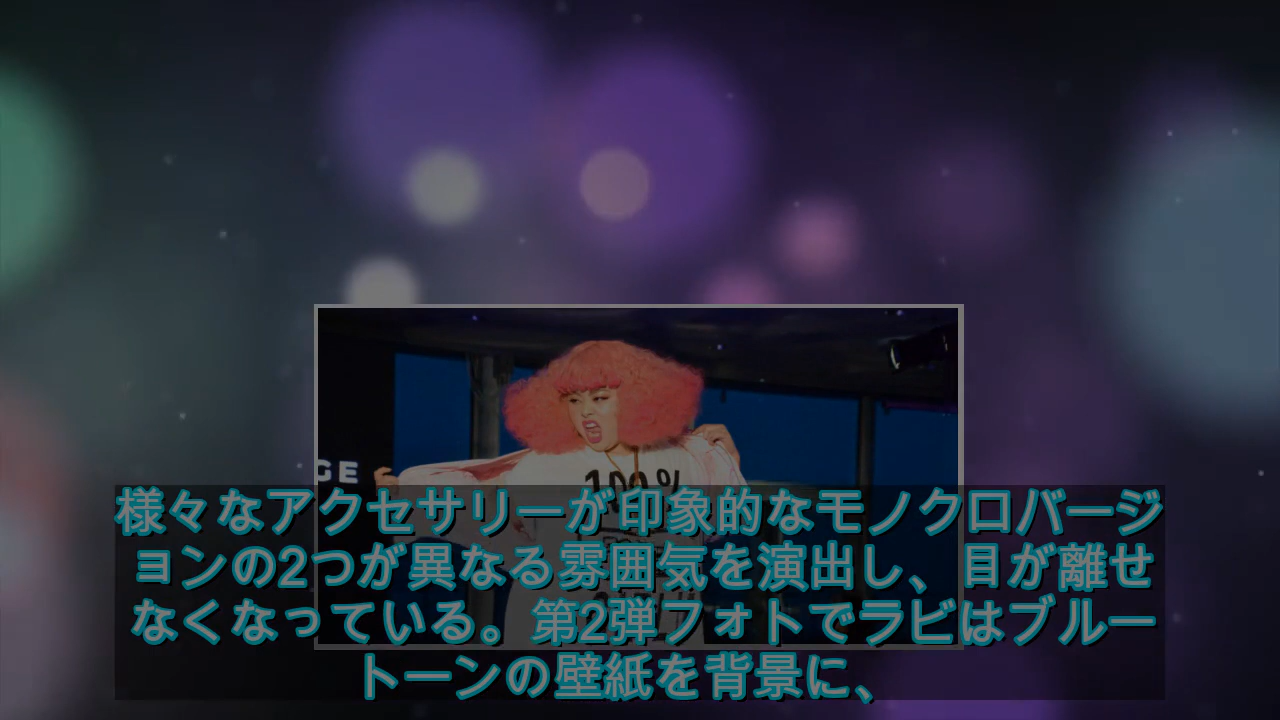 GE
100%
様々なアクセサリーが印象的なモノクロバージ
ョンの2つが異なる雰囲気を演出し、目が離せ
なくなっている。第2弾フォトでラビはブルー
トーンの壁紙を背景に、